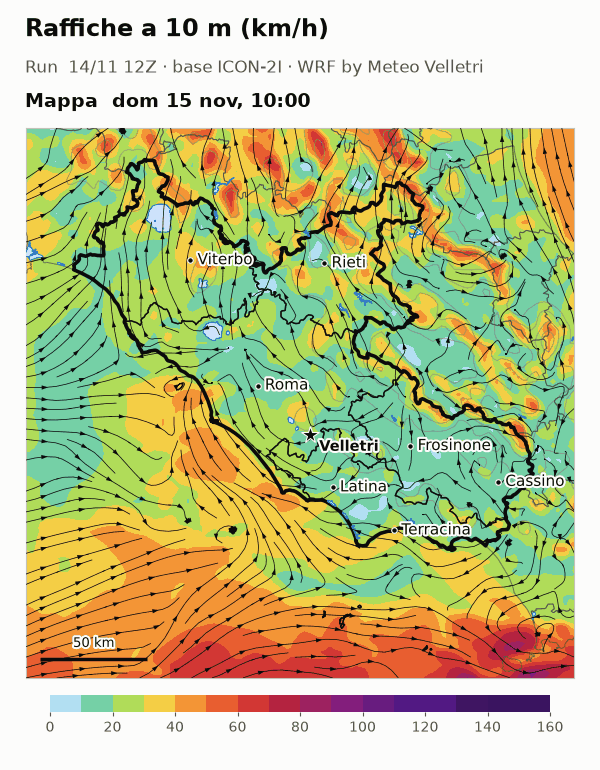 Raffiche a 10 m (km/h)
Run 14/11 12Z · base ICON-2I · WRF by Meteo Velletri
Mappa dom 15 nov, 10:00
Viterbo
Rieti
Roma
Velletri
Frosinone
Cassino
Latina
Terracina
50 km
0 20 40 60 80 100 120 140 160